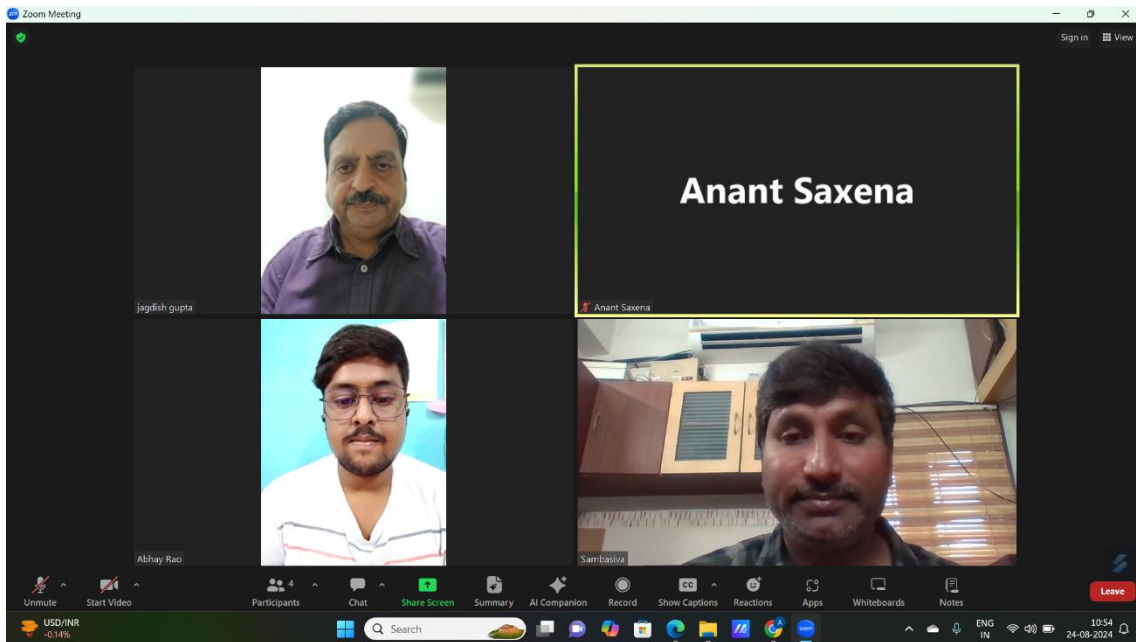 Zoom Meeting
Sign in View
Anant Saxena
jagdish gupta
Anant Saxena
Abhay Rao
Sambasiva
4
Unmute Start Video Participants Chat Share Screen Summary AI Companion Record Show Captions Reactions Apps Whiteboards Notes Leave
CC
USD/INR
-0.14%
Search
zoom
ENG
IN
10:54
24-08-2024